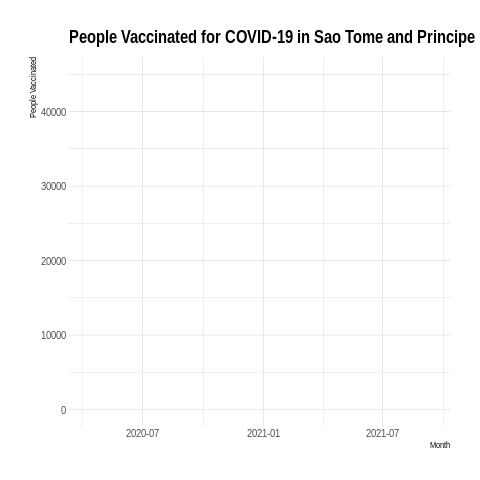 People Vaccinated for COVID-19 in Sao Tome and Principe
People Vaccinated
40000
30000
20000
10000
0
2020-07 2021-01 2021-07
Month